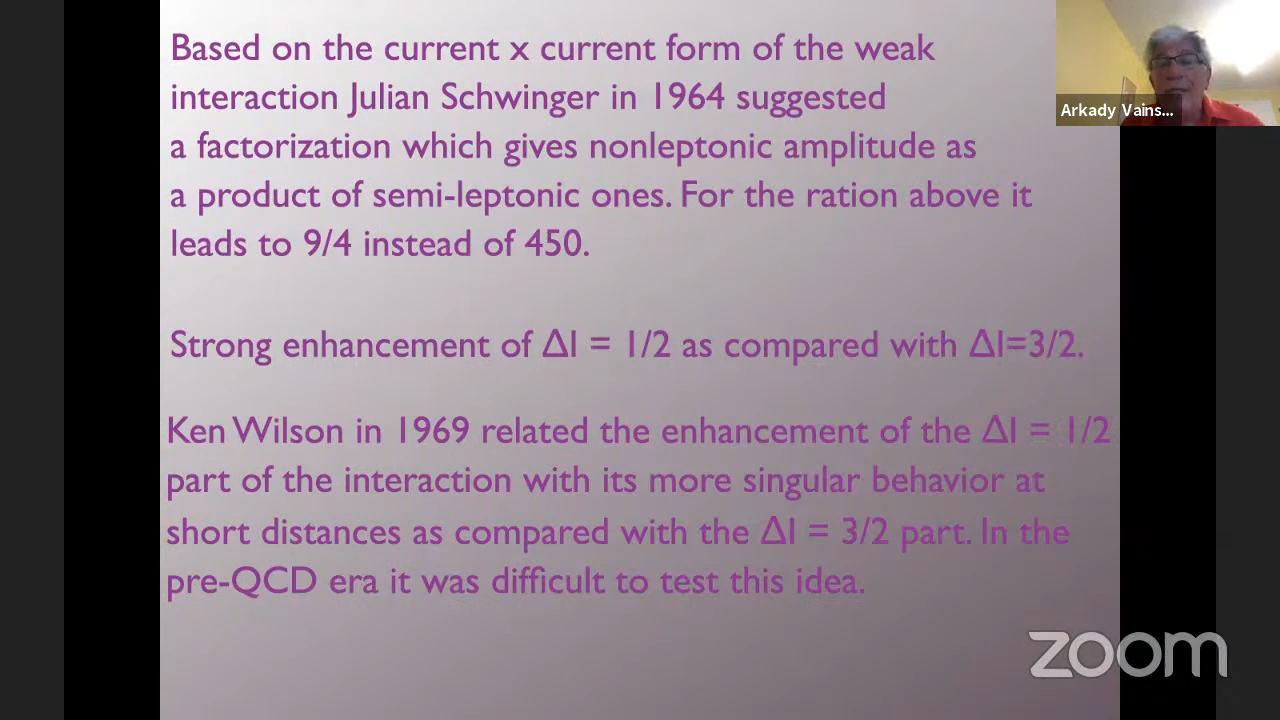 Based on the current x current form of the weak
interaction Julian Schwinger in 1964 suggested
a factorization which gives nonleptonic amplitude as
a product of semi-leptonic ones. For the ration above it
leads to 9/4 instead of 450.
Strong enhancement of ΔI = 1/2 as compared with ΔI=3/2.
Ken Wilson in 1969 related the enhancement of the ΔI = 1/2
part of the interaction with its more singular behavior at
short distances as compared with the ΔI = 3/2 part. In the
pre-QCD era it was difficult to test this idea.
Arkady Vains...
zoom